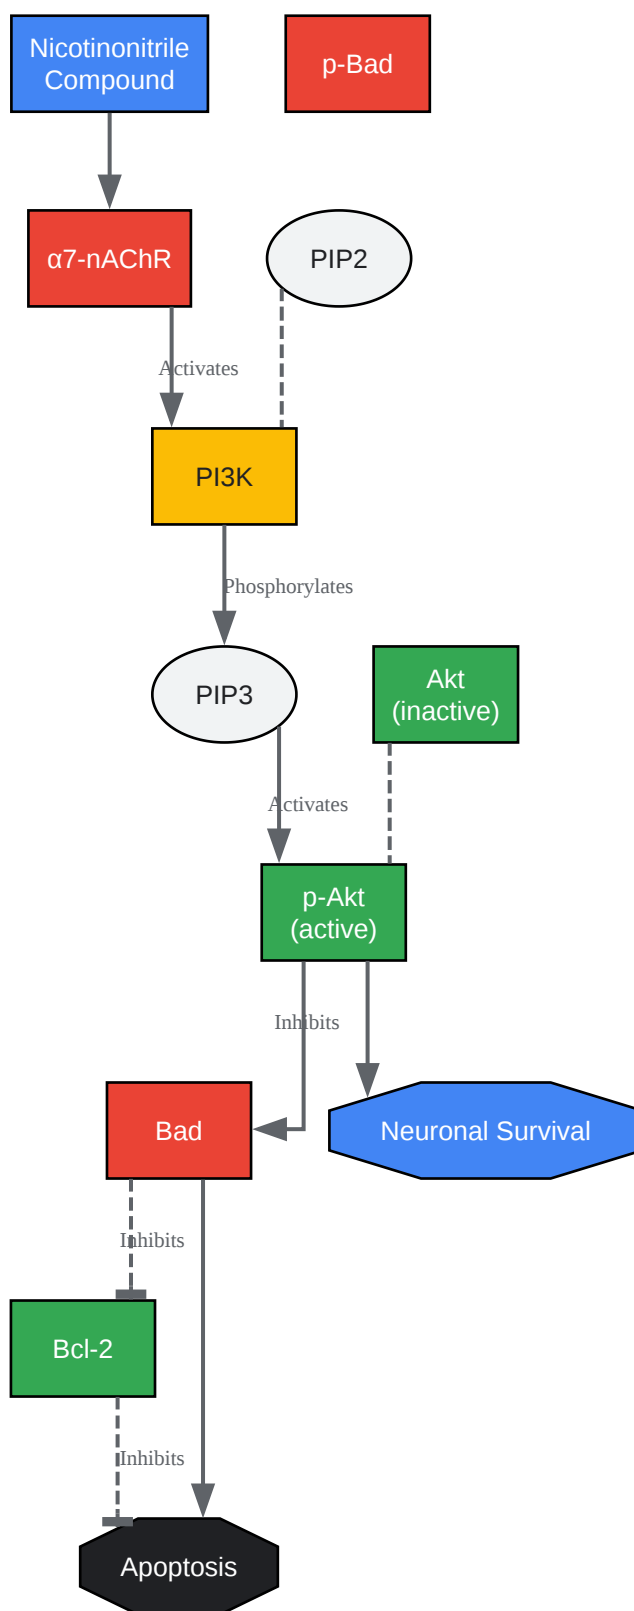 Nicotinonitrile
Compound
p-Bad
α7-nAChR
PIP2
Activates
PI3K
Phosphorylates
PIP3
Akt
(inactive)
Activates
p-Akt
(active)
Inhibits
Bad
Neuronal Survival
Inhibits
Bcl-2
Inhibits
Apoptosis